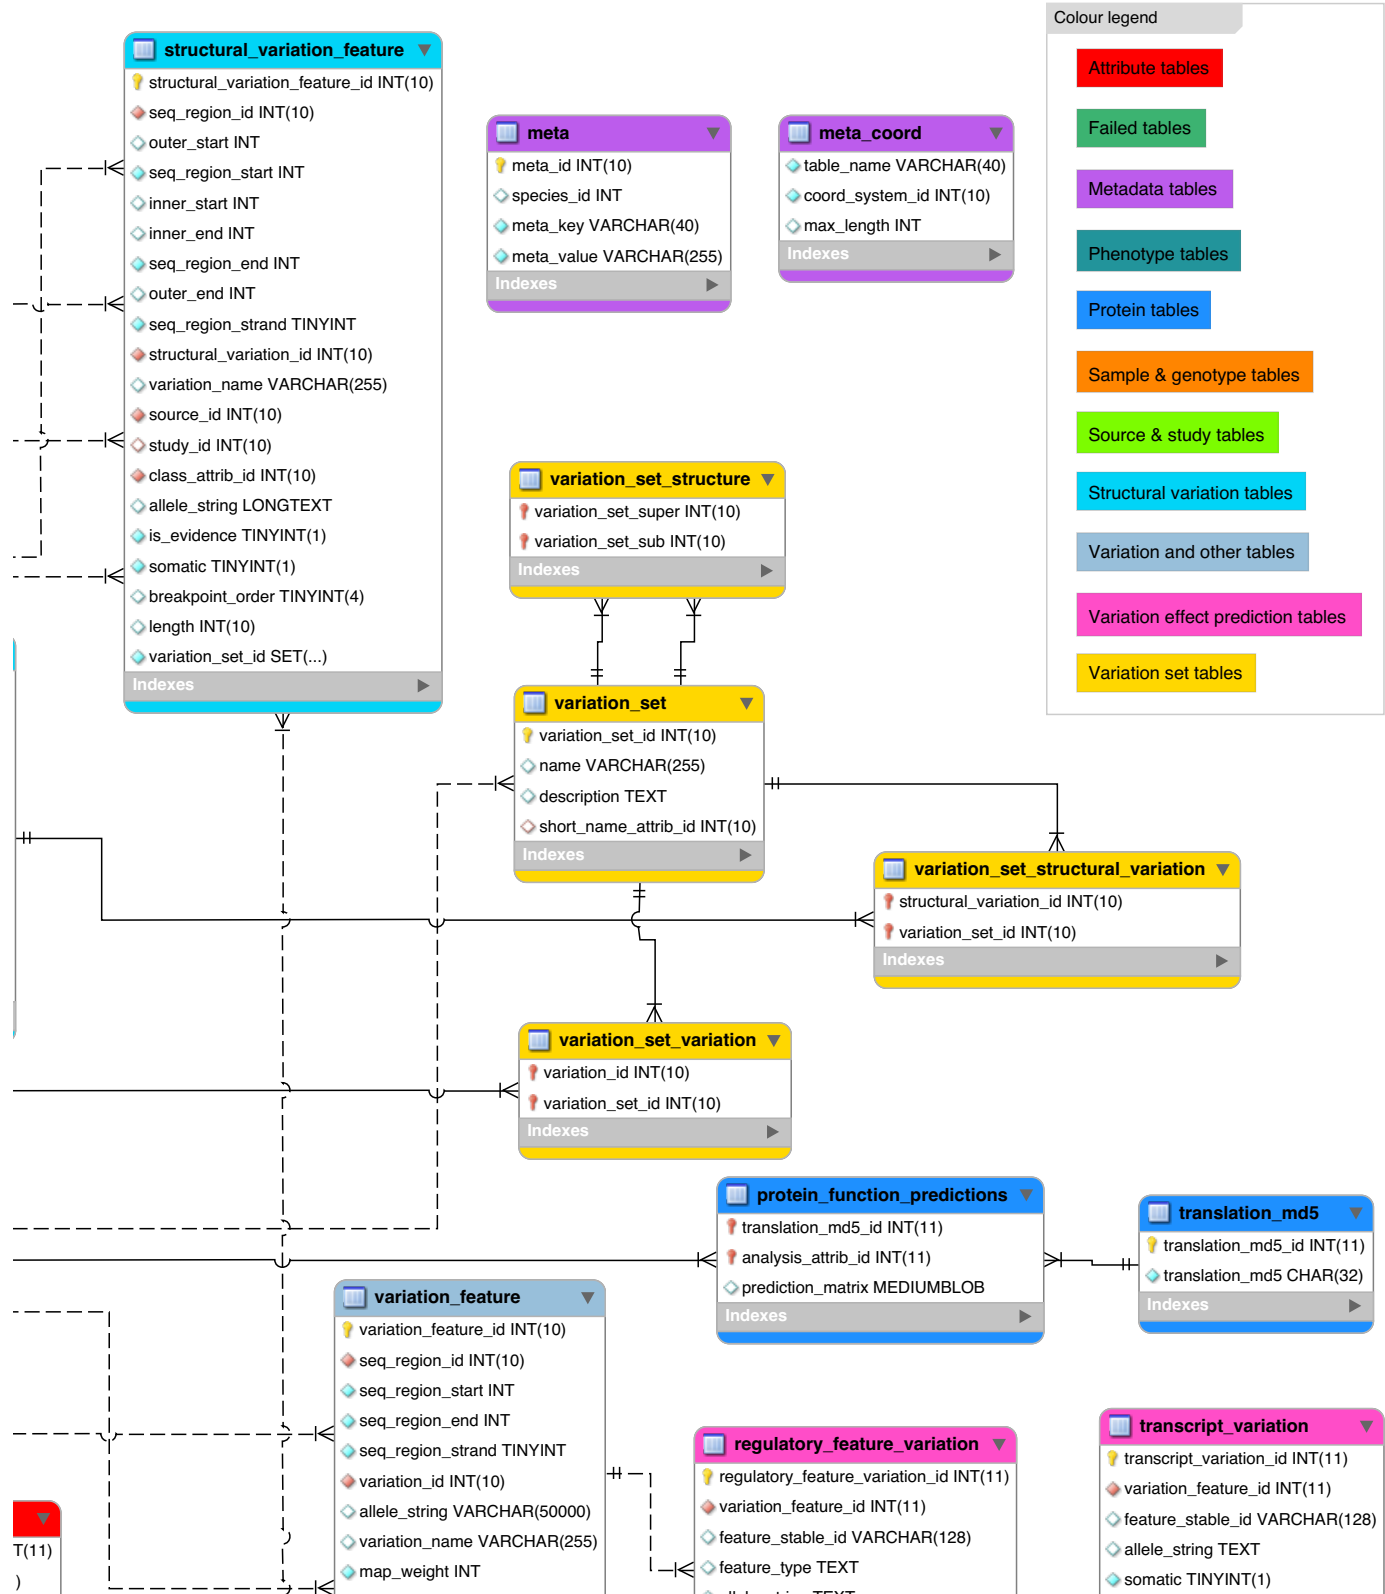 structural_variation_feature
structural_variation_feature_id INT(10)
seq_region_id INT(10)
outer_start INT
seq_region_start INT
inner_start INT
inner_end INT
seq_region_end INT
outer_end INT
seq_region_strand TINYINT
structural_variation_id INT(10)
variation_name VARCHAR(255)
source_id INT(10)
study_id INT(10)
class_attrib_id INT(10)
allele_string LONGTEXT
is_evidence TINYINT(1)
somatic TINYINT(1)
breakpoint_order TINYINT(4)
length INT(10)
variation_set_id SET(...)
Indexes
meta
meta_id INT(10)
species_id INT
meta_key VARCHAR(40)
meta_value VARCHAR(255)
Indexes
meta_coord
table_name VARCHAR(40)
coord_system_id INT(10)
max_length INT
Indexes
Colour legend
Attribute tables
Failed tables
Metadata tables
Phenotype tables
Protein tables
Sample & genotype tables
Source & study tables
Structural variation tables
Variation and other tables
Variation effect prediction tables
Variation set tables
variation_set_structure
variation_set_super INT(10)
variation_set_sub INT(10)
Indexes
variation_set
variation_set_id INT(10)
name VARCHAR(255)
description TEXT
short_name_attrib_id INT(10)
Indexes
variation_set_structural_variation
structural_variation_id INT(10)
variation_set_id INT(10)
Indexes
variation_set_variation
variation_id INT(10)
variation_set_id INT(10)
Indexes
protein_function_predictions
translation_md5_id INT(11)
analysis_attrib_id INT(11)
prediction_matrix MEDIUMBLOB
Indexes
translation_md5
translation_md5_id INT(11)
translation_md5 CHAR(32)
Indexes
variation_feature
variation_feature_id INT(10)
seq_region_id INT(10)
seq_region_start INT
seq_region_end INT
seq_region_strand TINYINT
variation_id INT(10)
allele_string VARCHAR(50000)
variation_name VARCHAR(255)
map_weight INT
regulatory_feature_variation
regulatory_feature_variation_id INT(11)
variation_feature_id INT(11)
feature_stable_id VARCHAR(128)
feature_type TEXT
transcript_variation
transcript_variation_id INT(11)
variation_feature_id INT(11)
feature_stable_id VARCHAR(128)
allele_string TEXT
somatic TINYINT(1)
T(11)
)